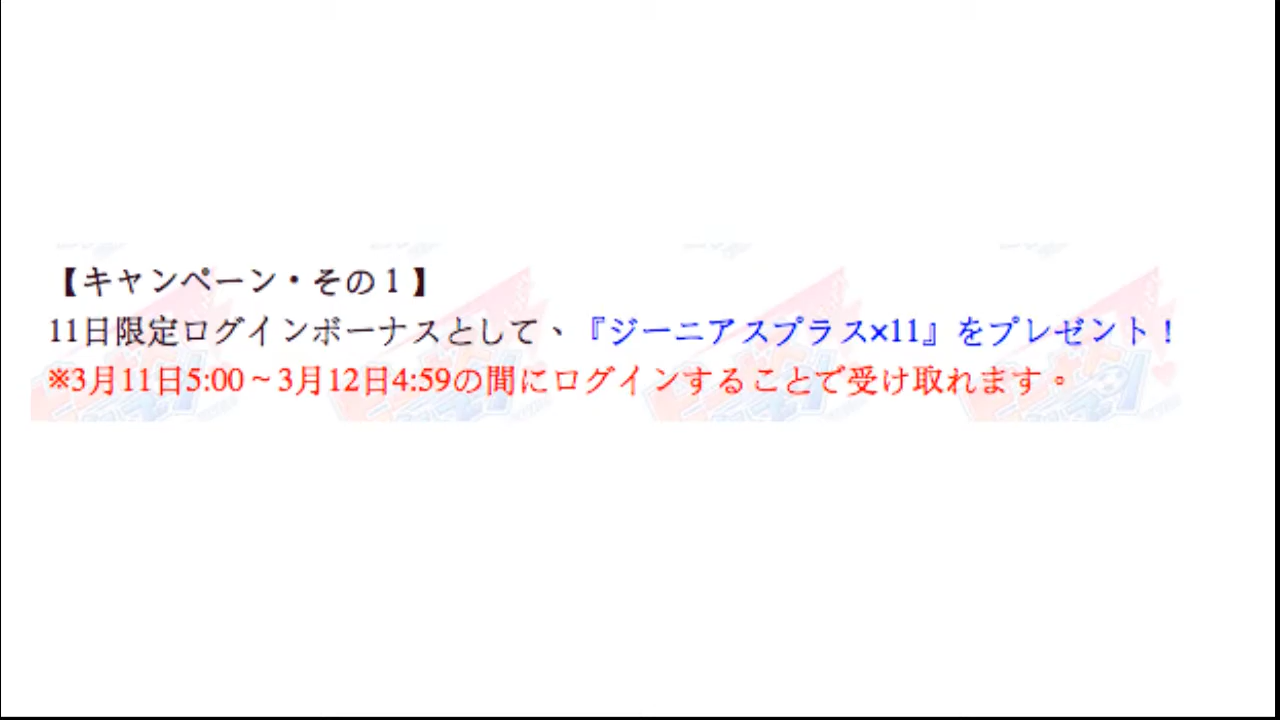 【キャンペーン・その１】
11日限定ログインボーナスとして、『ジーニアスプラス×11』をプレゼント！
※3月11日5:00～3月12日4:59の間にログインすることで受け取れます。